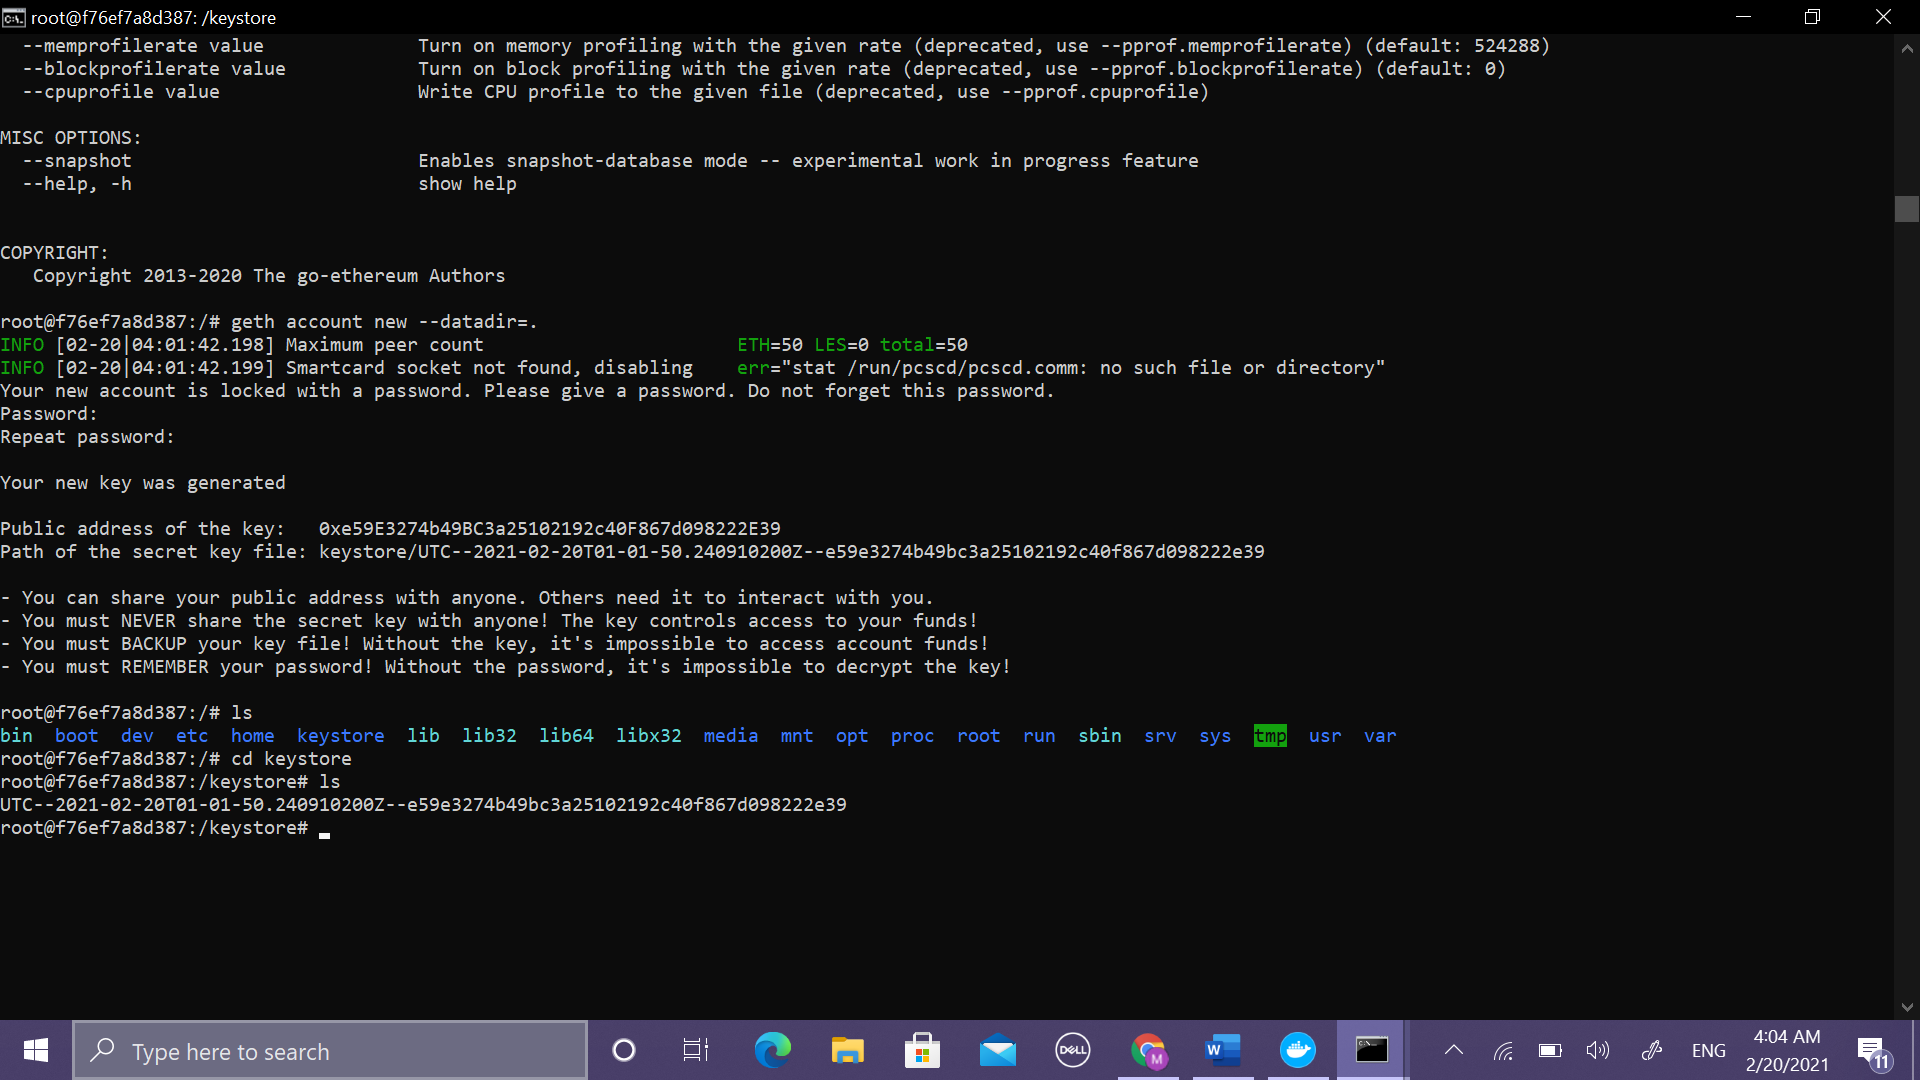 root@f76ef7a8d387: /keystore
--memprofilerate value Turn on memory profiling with the given rate (deprecated, use --pprof.memprofilerate) (default: 524288)
--blockprofilerate value Turn on block profiling with the given rate (deprecated, use --pprof.blockprofilerate) (default: 0)
--cpuprofile value Write CPU profile to the given file (deprecated, use --pprof.cpuprofile)
MISC OPTIONS:
--snapshot Enables snapshot-database mode -- experimental work in progress feature
--help, -h show help
COPYRIGHT:
Copyright 2013-2020 The go-ethereum Authors
root@f76ef7a8d387:/# geth account new --datadir=.
INFO [02-20|04:01:42.198] Maximum peer count ETH=50 LES=0 total=50
INFO [02-20|04:01:42.199] Smartcard socket not found, disabling err="stat /run/pcscd/pcscd.comm: no such file or directory"
Your new account is locked with a password. Please give a password. Do not forget this password.
Password:
Repeat password:
Your new key was generated
Public address of the key: 0xe59E3274b49BC3a25102192c40F867d098222E39
Path of the secret key file: keystore/UTC--2021-02-20T01-01-50.240910200Z--e59e3274b49bc3a25102192c40f867d098222e39
- You can share your public address with anyone. Others need it to interact with you.
- You must NEVER share the secret key with anyone! The key controls access to your funds!
- You must BACKUP your key file! Without the key, it's impossible to access account funds!
- You must REMEMBER your password! Without the password, it's impossible to decrypt the key!
root@f76ef7a8d387:/# ls
bin boot dev etc home keystore lib lib32 lib64 libx32 media mnt opt proc root run sbin srv sys tmp usr var
root@f76ef7a8d387:/# cd keystore
root@f76ef7a8d387:/keystore# ls
UTC--2021-02-20T01-01-50.240910200Z--e59e3274b49bc3a25102192c40f867d098222e39
root@f76ef7a8d387:/keystore#
Type here to search
DELL
M
W
ENG
4:04 AM
2/20/2021
11